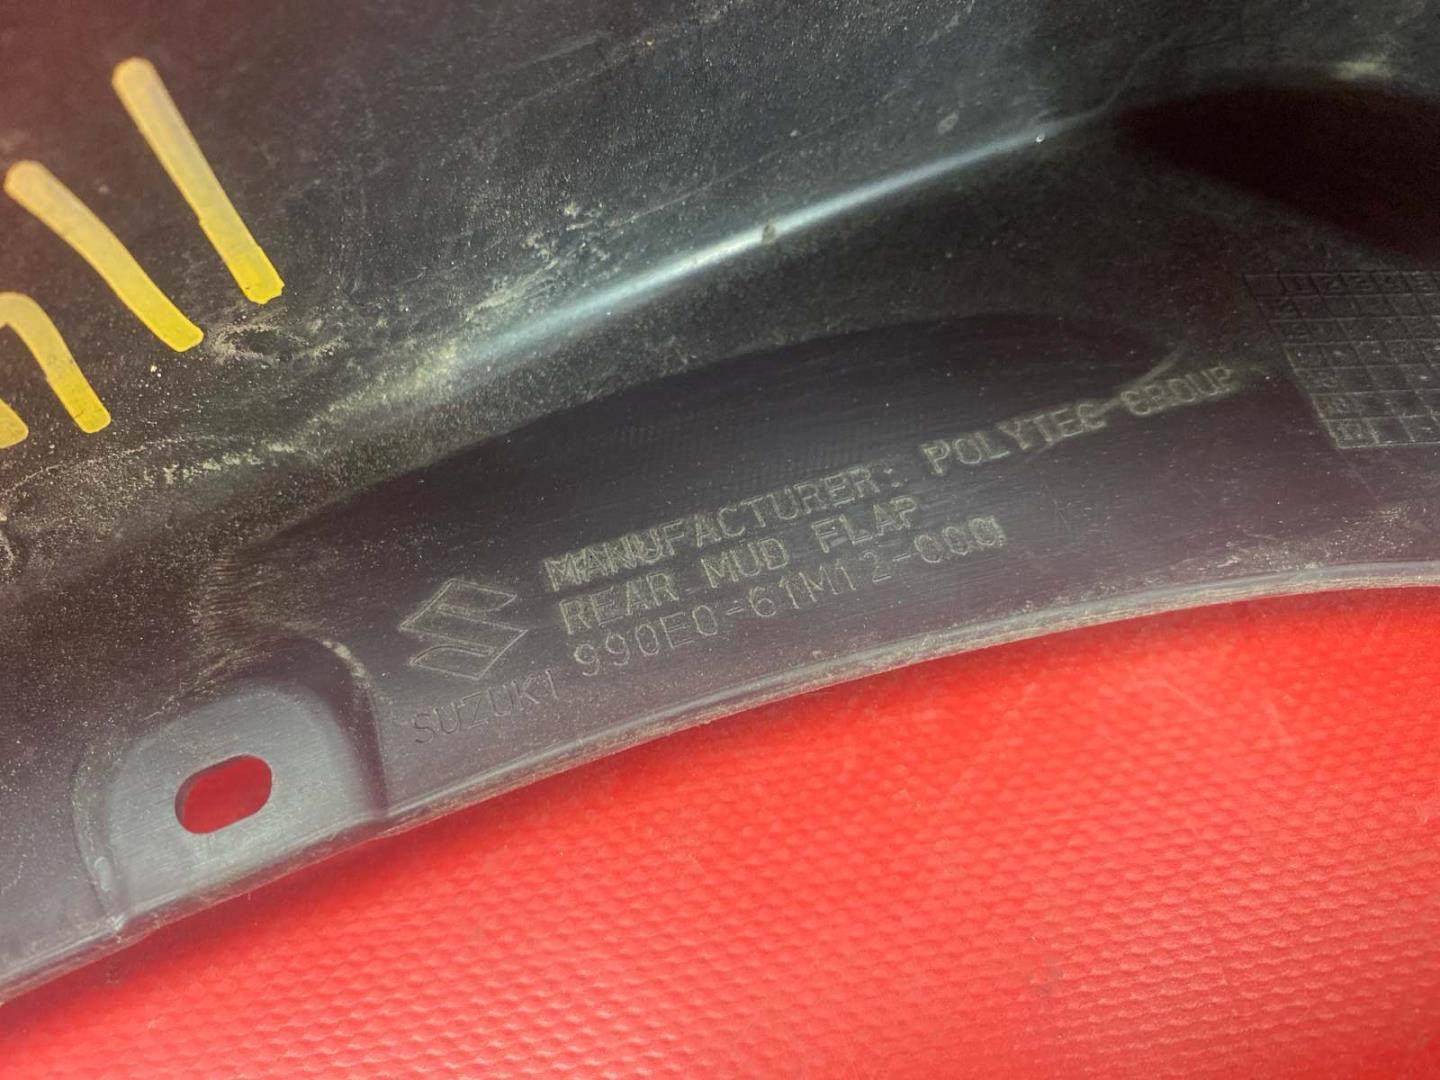 MANUFACTURER: POLYTEC GROUP
REAR MUD FLAP
990E0-61M12-000
SUZUKI